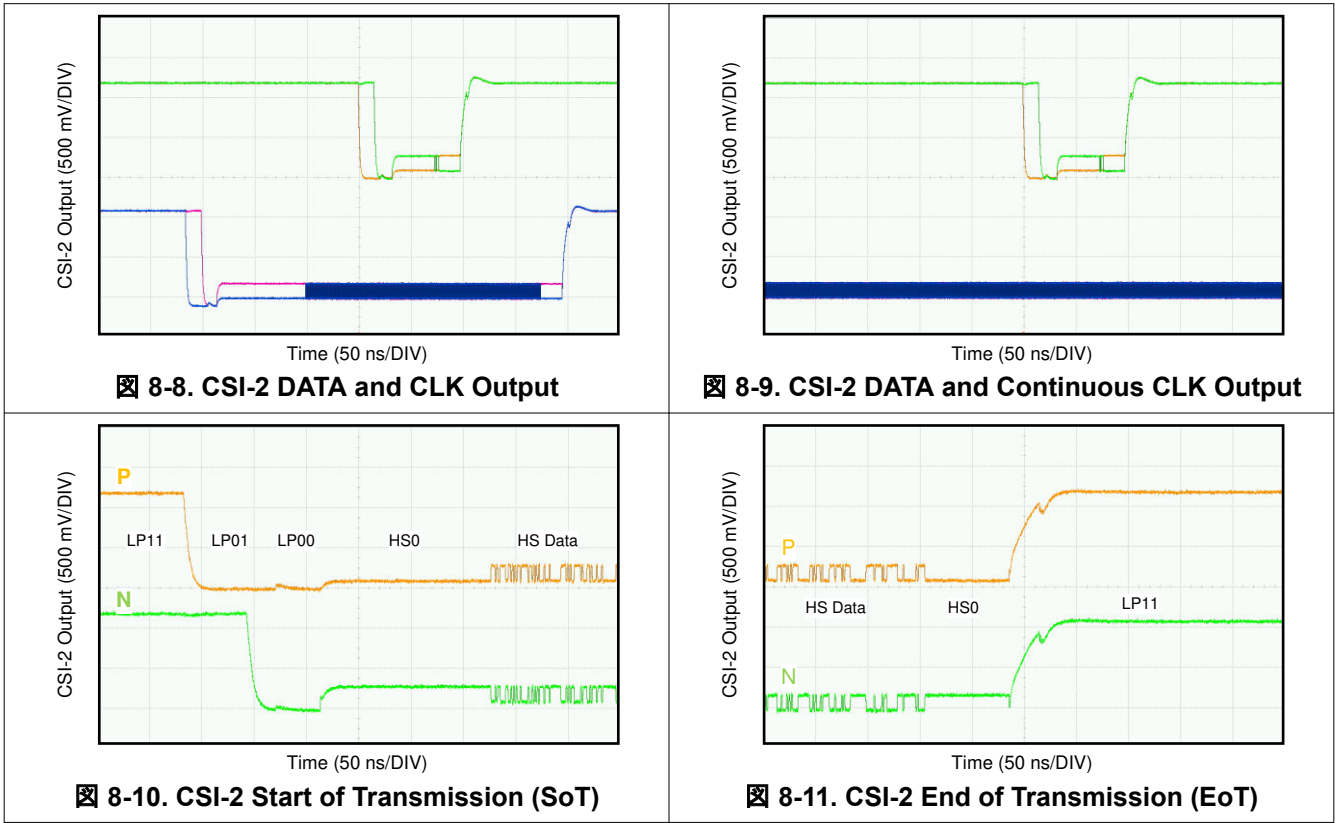 CSI-2 Output (500 mV/DIV)
Time (50 ns/DIV)
図 8-8. CSI-2 DATA and CLK Output
CSI-2 Output (500 mV/DIV)
Time (50 ns/DIV)
図 8-9. CSI-2 DATA and Continuous CLK Output
CSI-2 Output (500 mV/DIV)
P
LP11
LP01
LP00
HS0
HS Data
N
Time (50 ns/DIV)
図 8-10. CSI-2 Start of Transmission (SoT)
CSI-2 Output (500 mV/DIV)
P
HS Data
HS0
LP11
N
Time (50 ns/DIV)
図 8-11. CSI-2 End of Transmission (EoT)